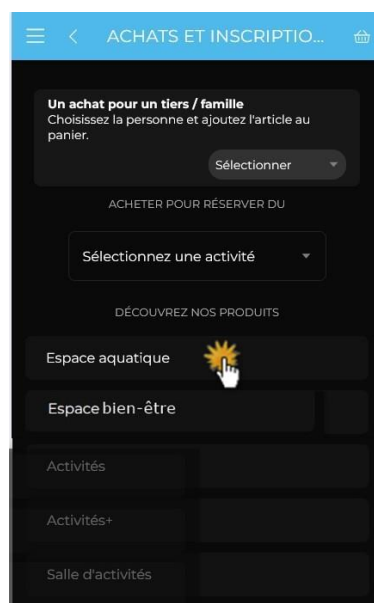 ACHATS ET INSCRIPTIO...
Un achat pour un tiers / famille
Choisissez la personne et ajoutez l'article au
panier.
Sélectionner
ACHETER POUR RÉSERVER DU
Sélectionnez une activité
DÉCOUVREZ NOS PRODUITS
Espace aquatique
Espace bien-être
Activités
Activités+
Salle d'activités